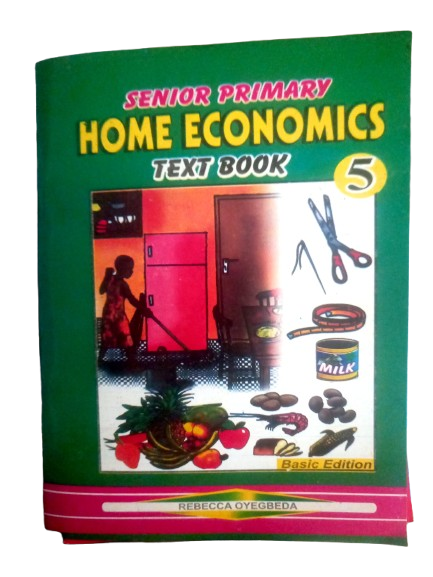 SENIOR PRIMARY
HOME ECONOMICS
TEXT BOOK
5
MILK
Basic Edition
REBECCA OYEGBEDA